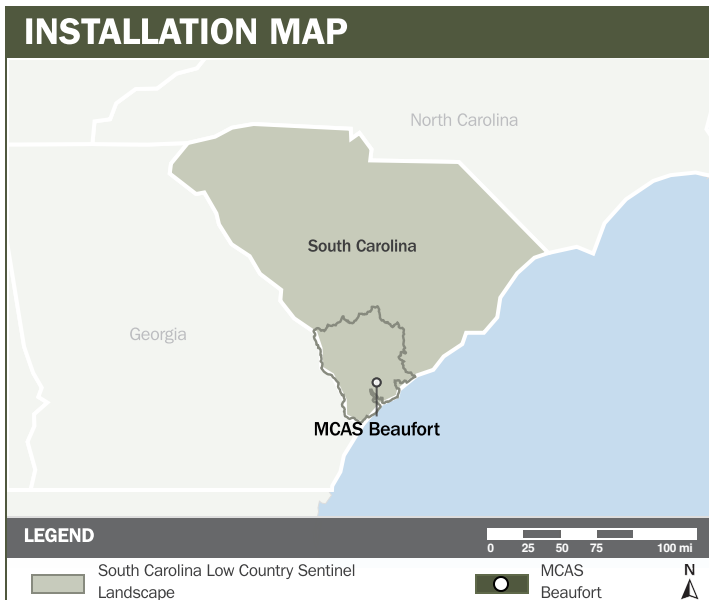 INSTALLATION MAP
North Carolina
South Carolina
Georgia
MCAS Beaufort
LEGEND
0 25 50 75 100 mi
South Carolina Low Country Sentinel
Landscape
MCAS
Beaufort
N